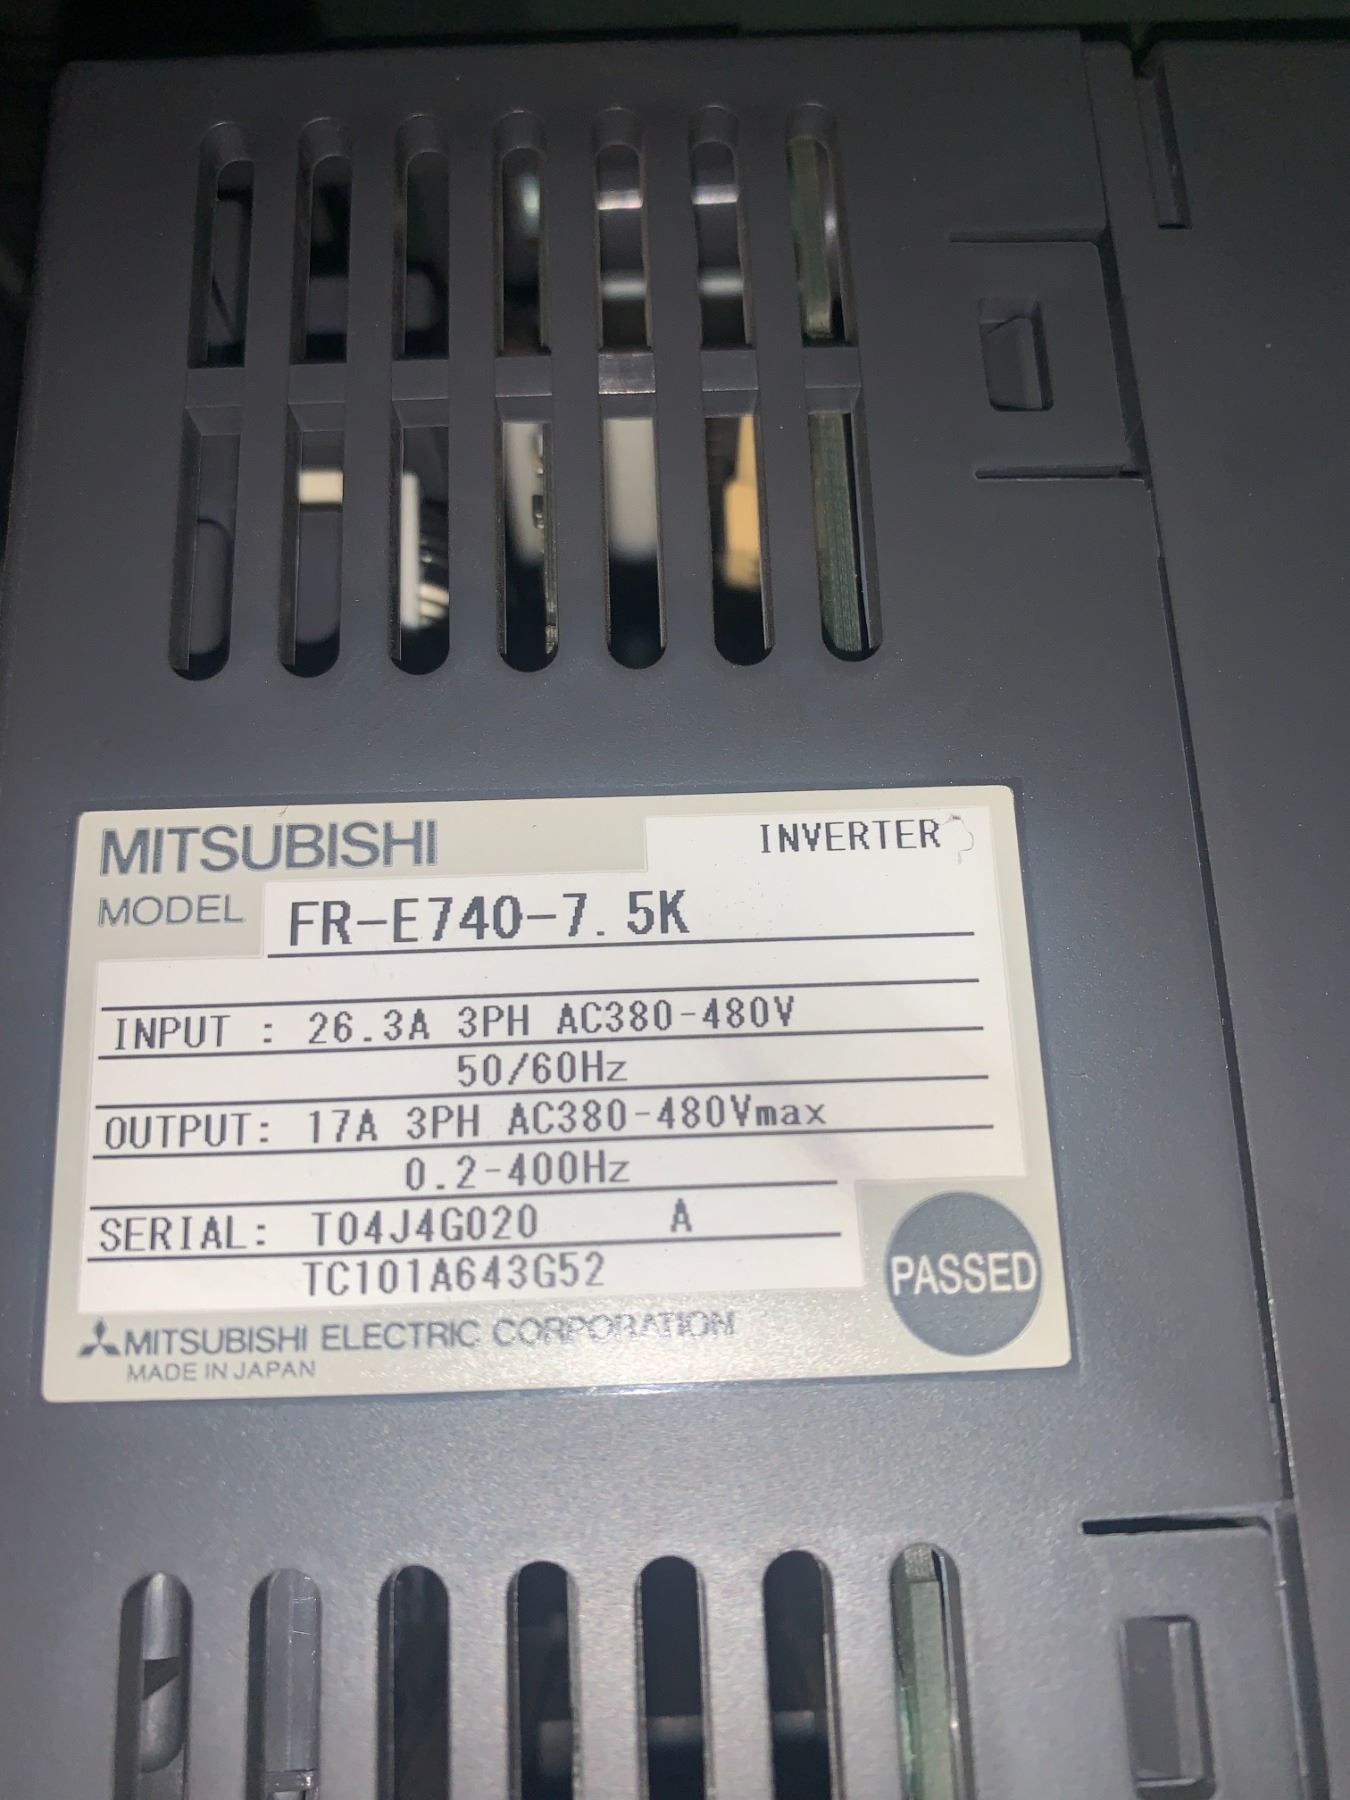 MITSUBISHI
INVERTER
MODEL FR-E740-7.5K
INPUT : 26.3A 3PH AC380-480V
50/60Hz
OUTPUT: 17A 3PH AC380-480Vmax
0.2-400Hz
SERIAL: T04J4G020 A
TC101A643G52
PASSED
MITSUBISHI ELECTRIC CORPORATION
MADE IN JAPAN